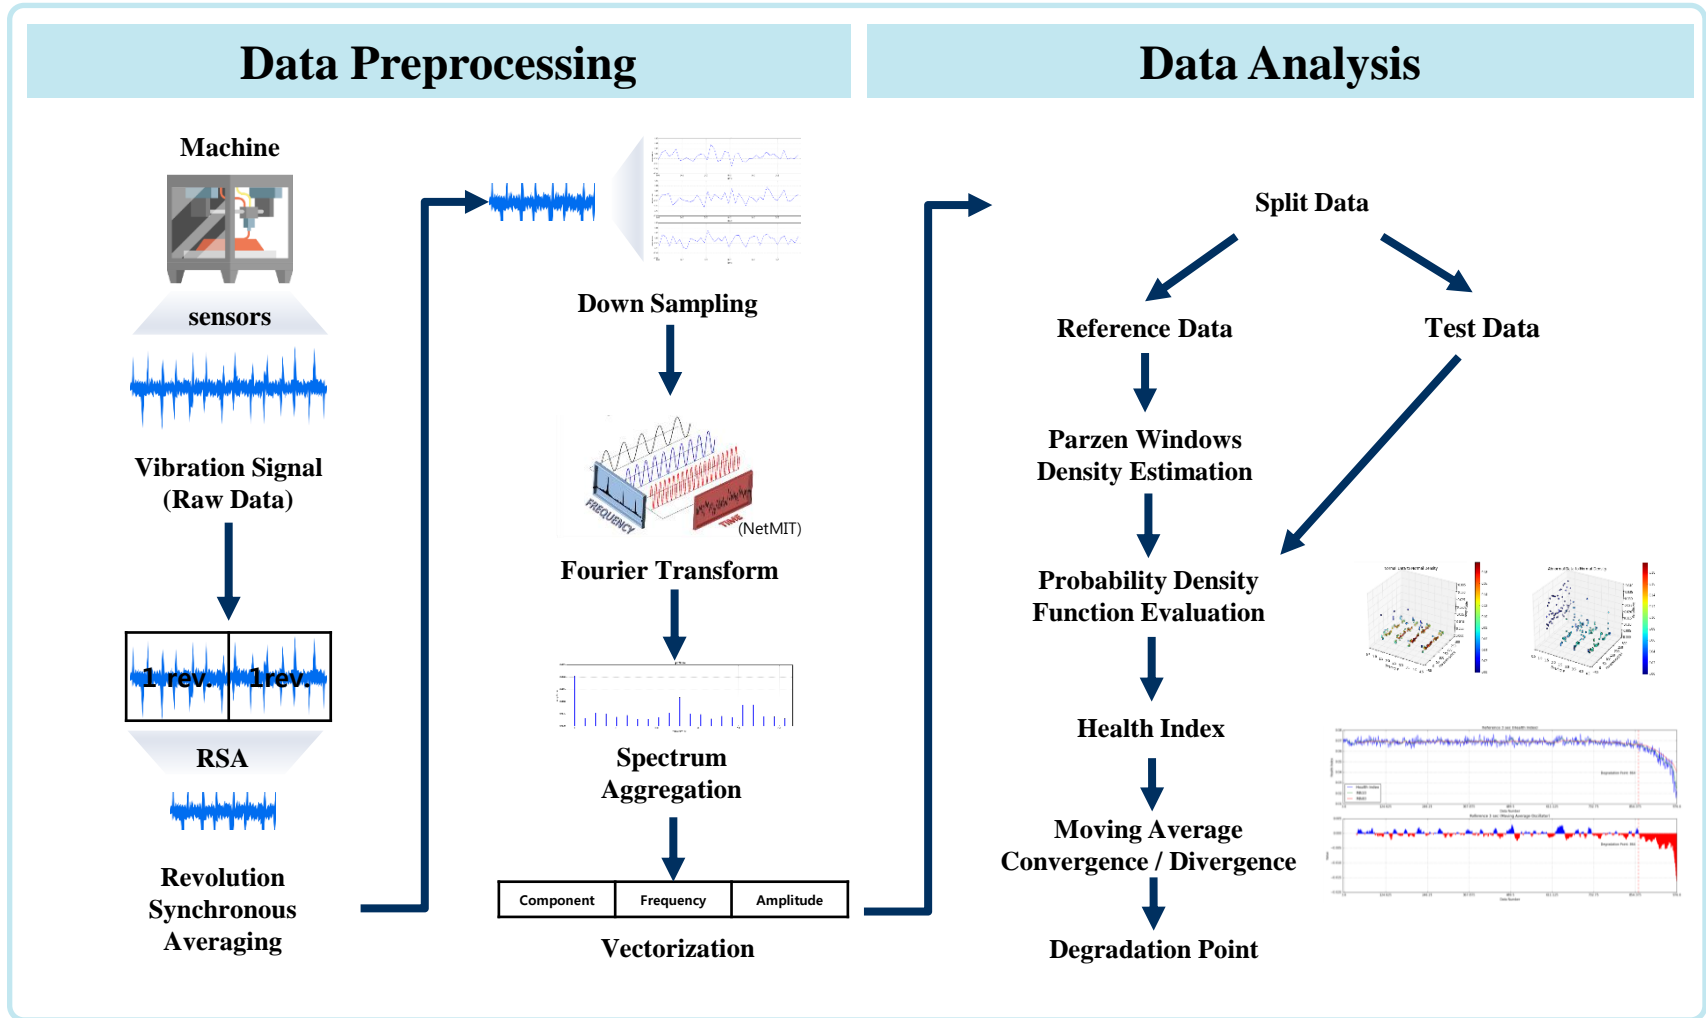 Data Preprocessing
Data Analysis
Machine
sensors
Vibration Signal
(Raw Data)
1 rev.
1rev.
RSA
Revolution
Synchronous
Averaging
Down Sampling
FREQUENCY
TIME
(NetMIT)
Fourier Transform
Spectrum
Aggregation
Component
Frequency
Amplitude
Vectorization
Split Data
Reference Data
Test Data
Parzen Windows
Density Estimation
Probability Density
Function Evaluation
Health Index
Moving Average
Convergence / Divergence
Degradation Point